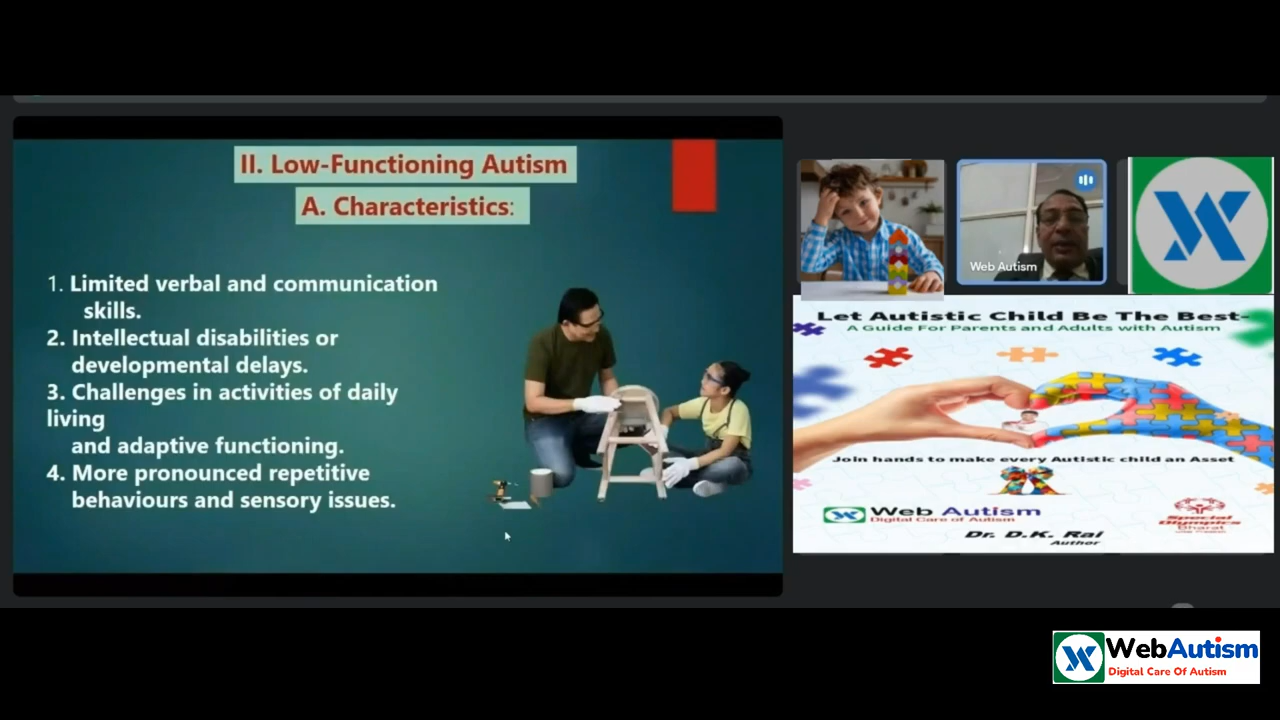 II. Low-Functioning Autism
A. Characteristics:
1. Limited verbal and communication
skills.
2. Intellectual disabilities or
developmental delays.
3. Challenges in activities of daily
living
and adaptive functioning.
4. More pronounced repetitive
behaviours and sensory issues.
Web Autism
Let Autistic Child Be The Best-
A Guide For Parents and Adults with Autism
Join hands to make every Autistic child an Asset
Web Autism
Digital Care of Autism
Special
Olympics
Bharat
Dr. D.K. Rai
Author
WebAutism
Digital Care Of Autism